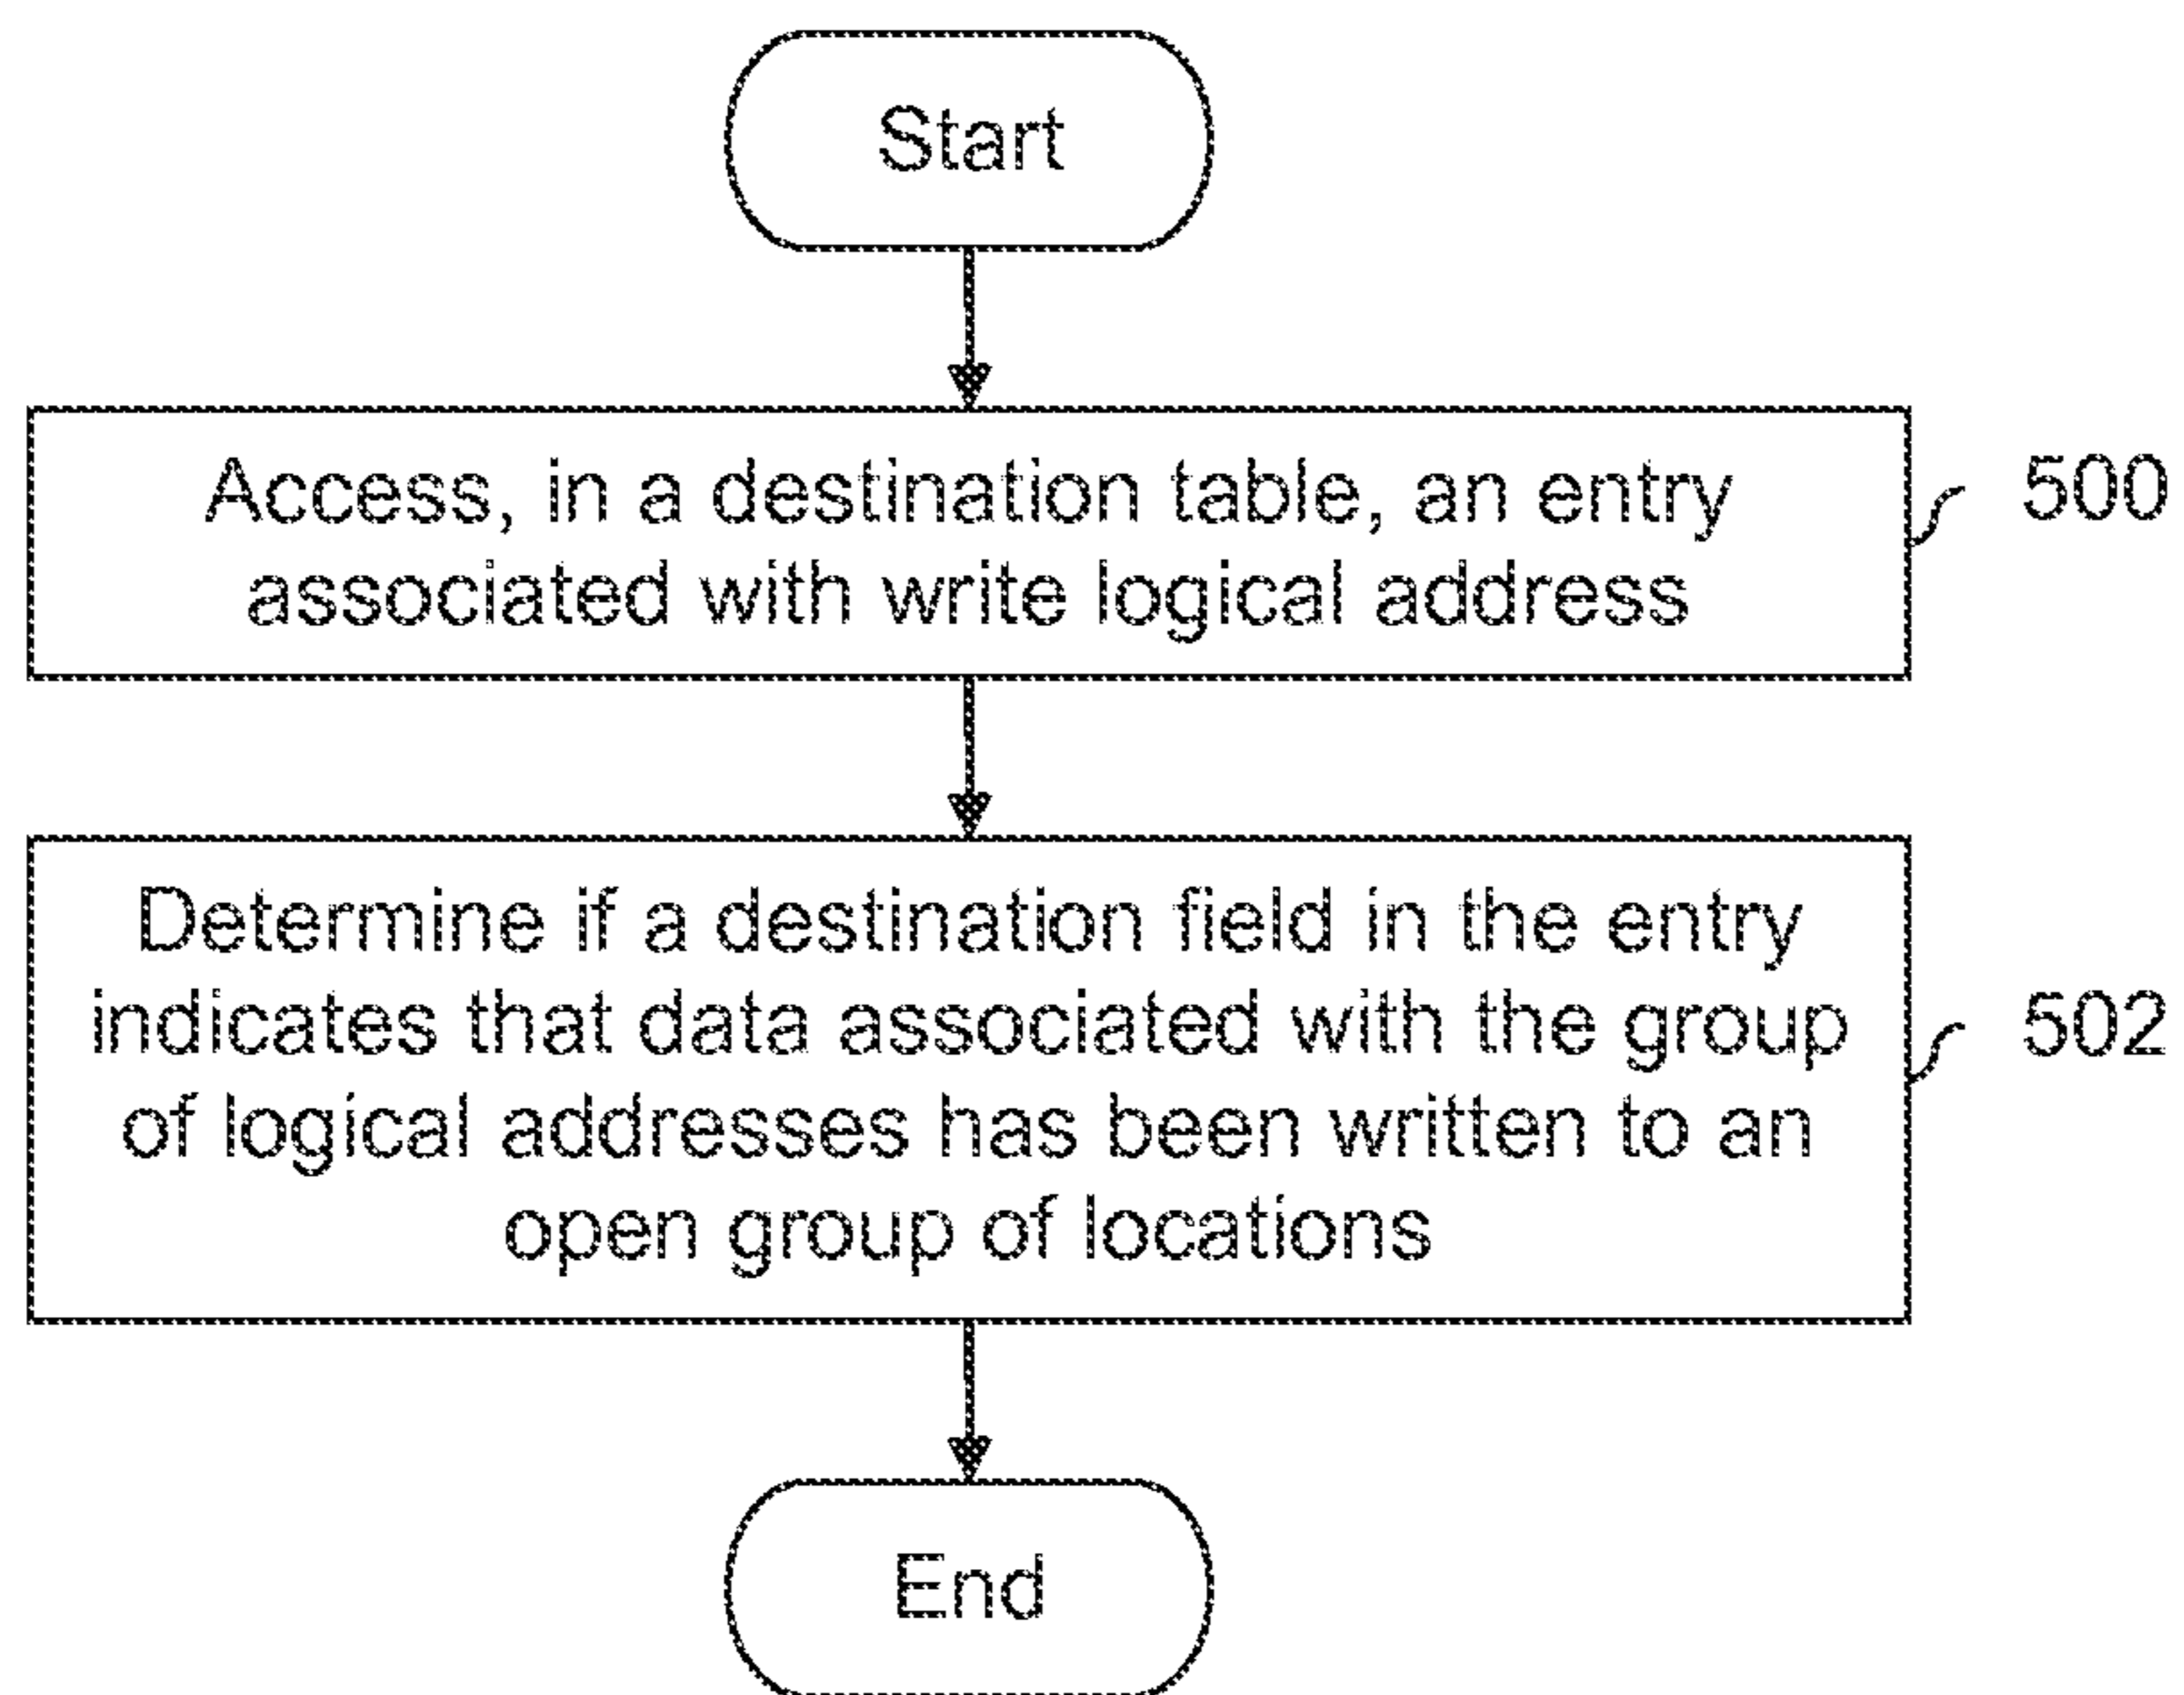 Start
Access, in a destination table, an entry
associated with write logical address
500
Determine if a destination field in the entry
indicates that data associated with the group
of logical addresses has been written to an
open group of locations
502
End